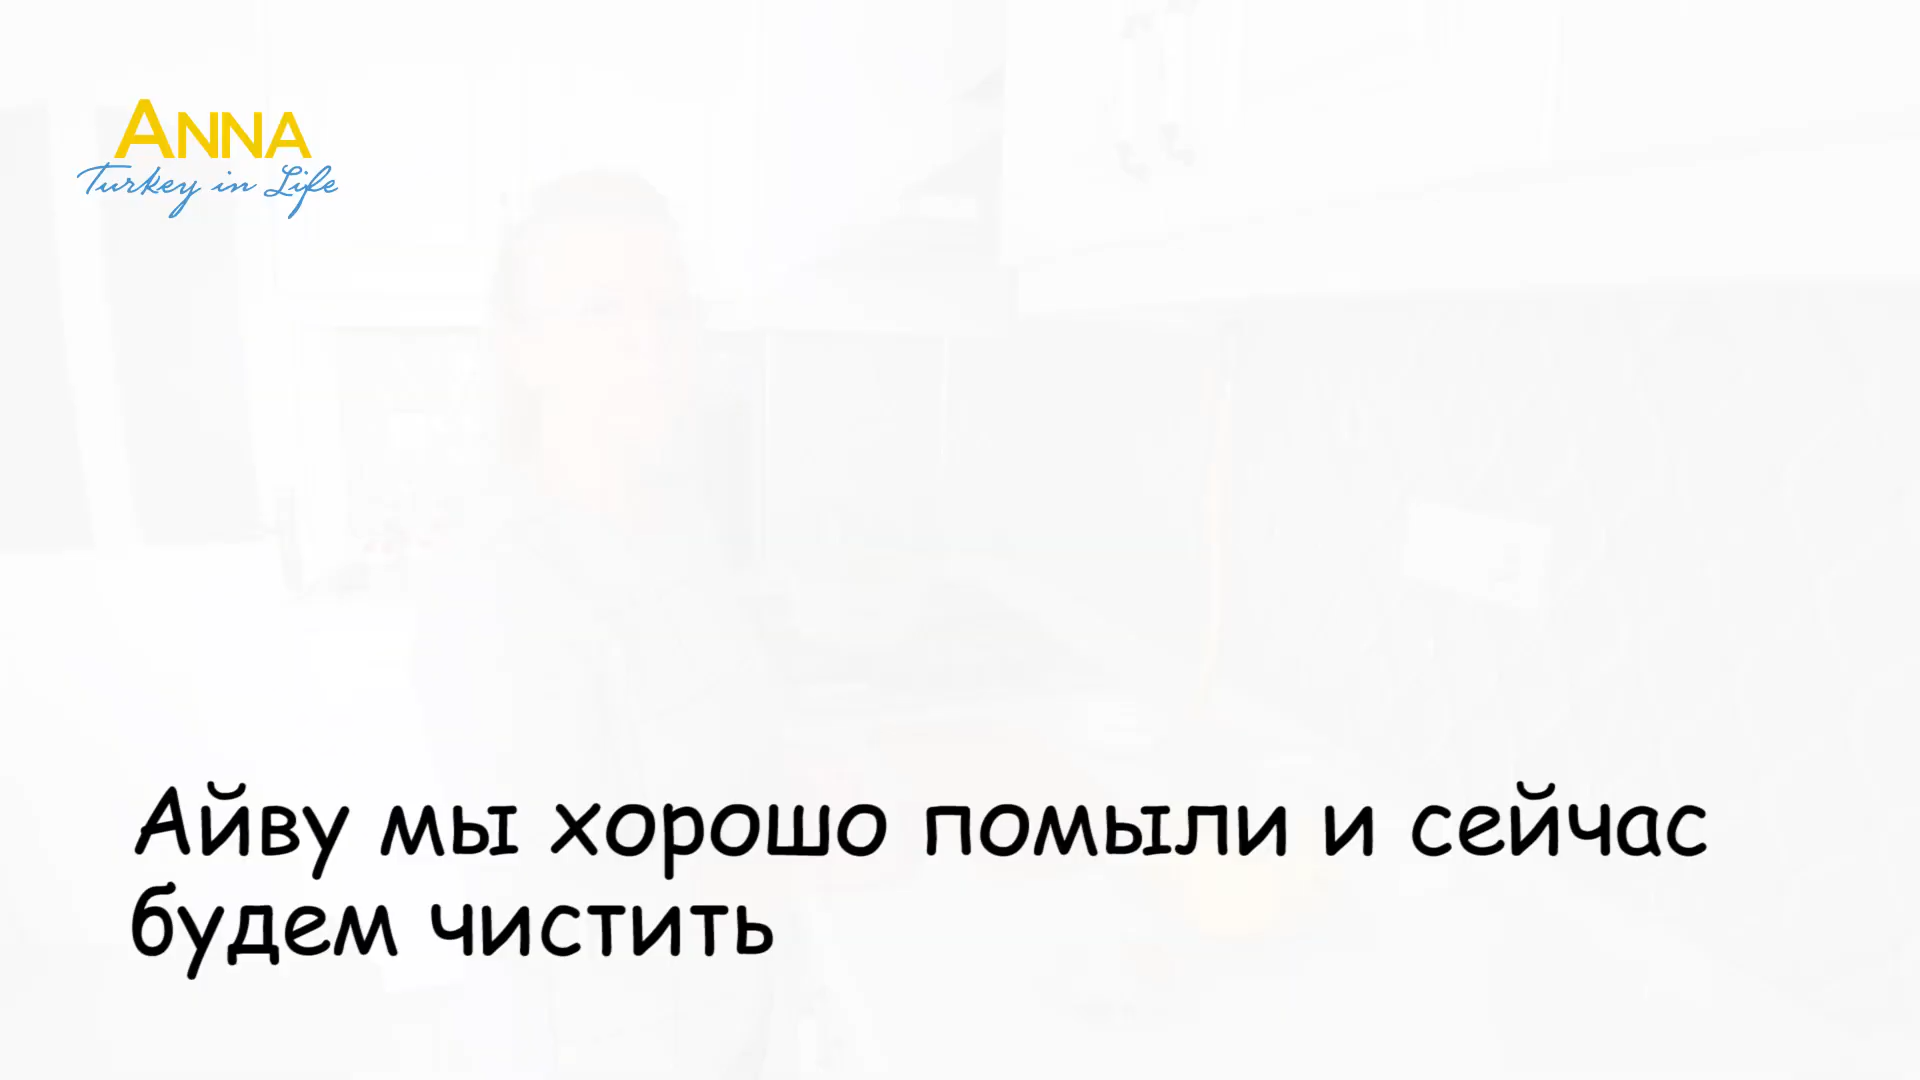 ANNA
Turkey in Life
Айву мы хорошо помыли и сейчас
будем чистить